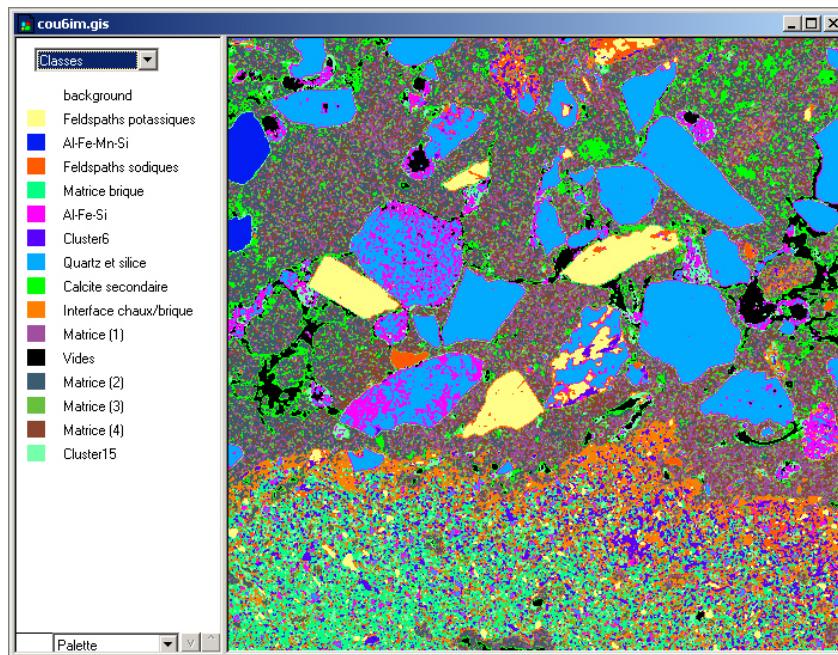 cou6im.gis
Classes
background
Feldspaths potassiques
Al-Fe-Mn-Si
Feldspaths sodiques
Matrice brique
Al-Fe-Si
Cluster6
Quartz et silice
Calcite secondaire
Interface chaux/brique
Matrice (1)
Vides
Matrice (2)
Matrice (3)
Matrice (4)
Cluster15
Palette